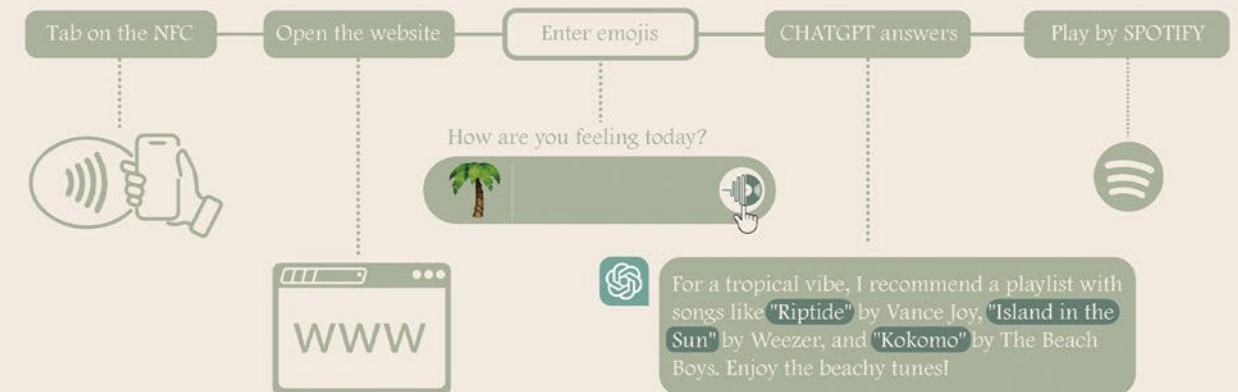 Tab on the NFC
Open the website
Enter emojis
CHATGPT answers
Play by SPOTIFY
How are you feeling today?
WWW
For a tropical vibe, I recommend a playlist with
songs like "Riptide" by Vance Joy, "Island in the
Sun" by Weezer, and "Kokomo" by The Beach
Boys. Enjoy the beachy tunes!